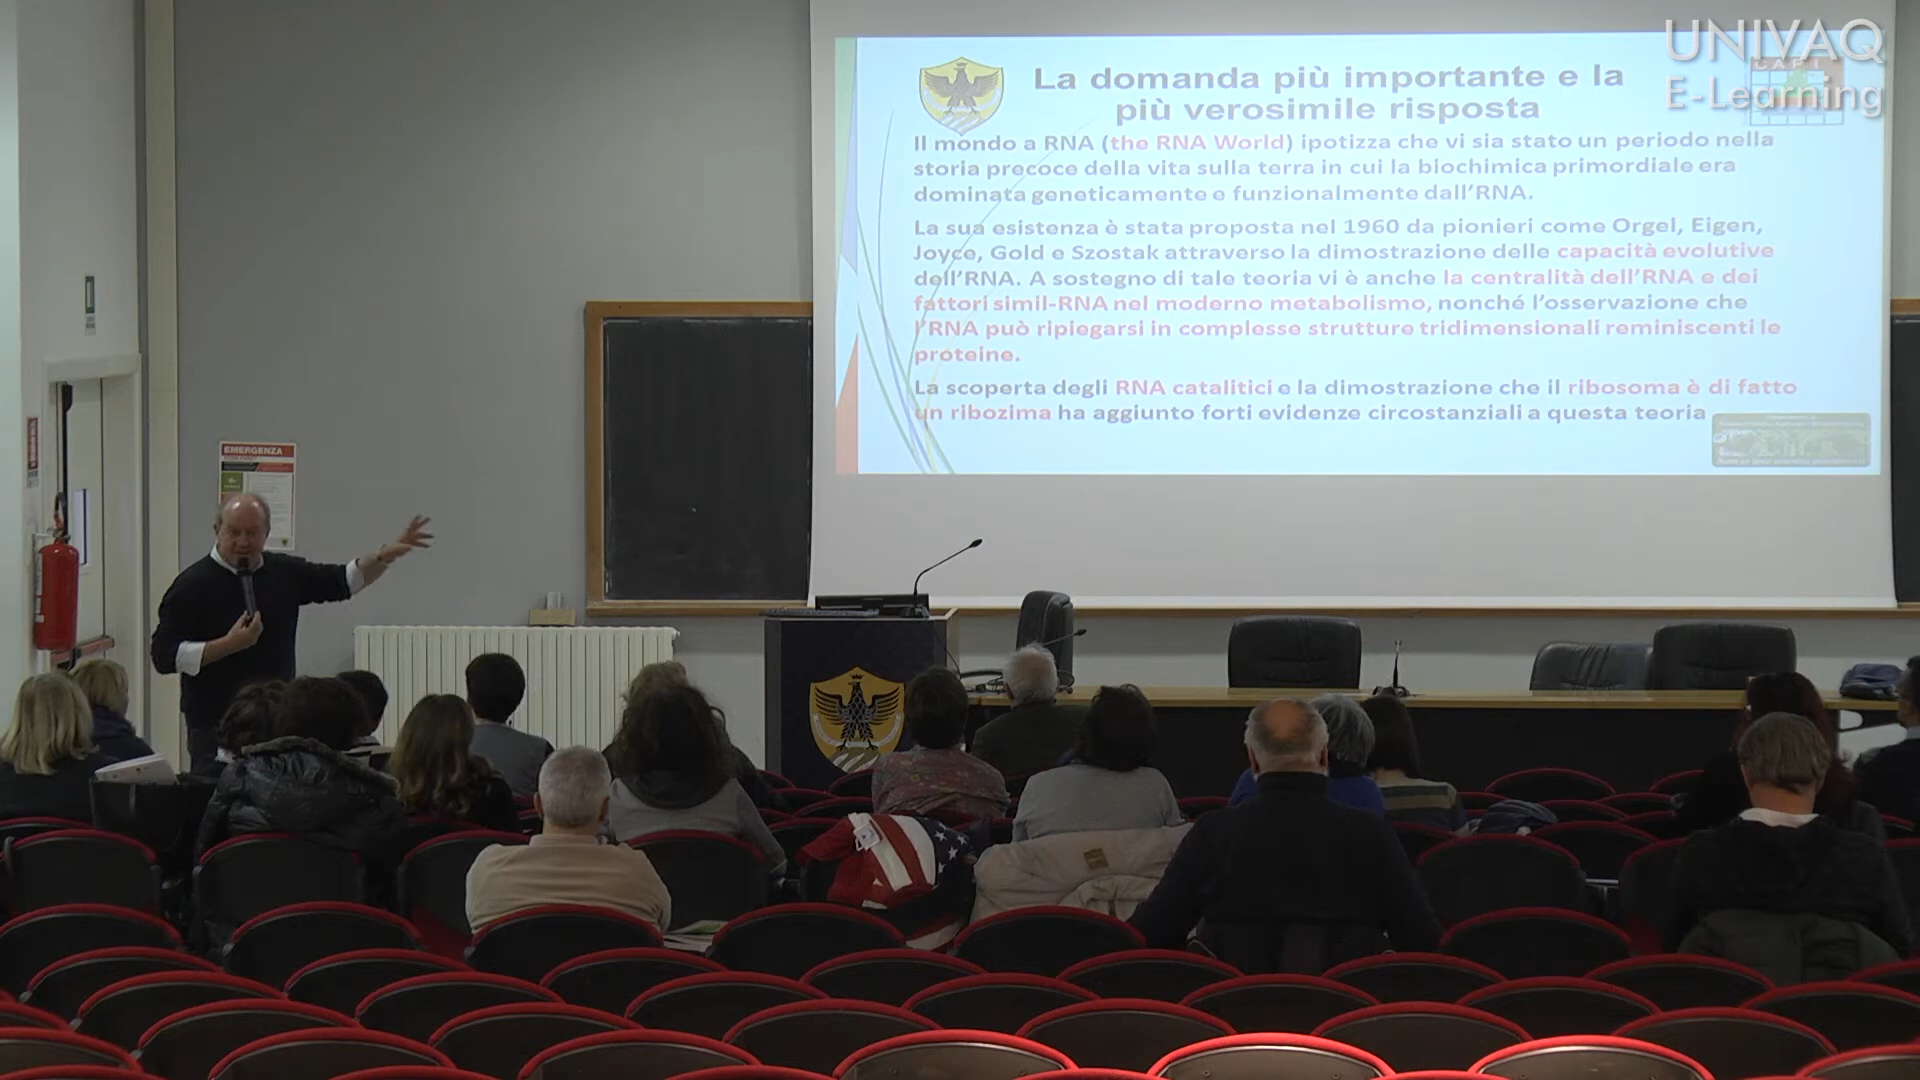 UNIVAQ
E-Learning
La domanda più importante e la
più verosimile risposta
Il mondo a RNA (the RNA World) ipotizza che vi sia stato un periodo nella
storia precoce della vita sulla terra in cui la biochimica primordiale era
dominata geneticamente e funzionalmente dall'RNA.
La sua esistenza è stata proposta nel 1960 da pionieri come Orgel, Eigen,
Joyce, Gold e Szostak attraverso la dimostrazione delle capacità evolutive
dell'RNA. A sostegno di tale teoria vi è anche la centralità dell'RNA e dei
fattori simil-RNA nel moderno metabolismo, nonché l'osservazione che
l'RNA può ripiegarsi in complesse strutture tridimensionali reminiscenti le
proteine.
La scoperta degli RNA catalitici e la dimostrazione che il ribosoma è di fatto
un ribozima ha aggiunto forti evidenze circostanziali a questa teoria
EMERGENZA